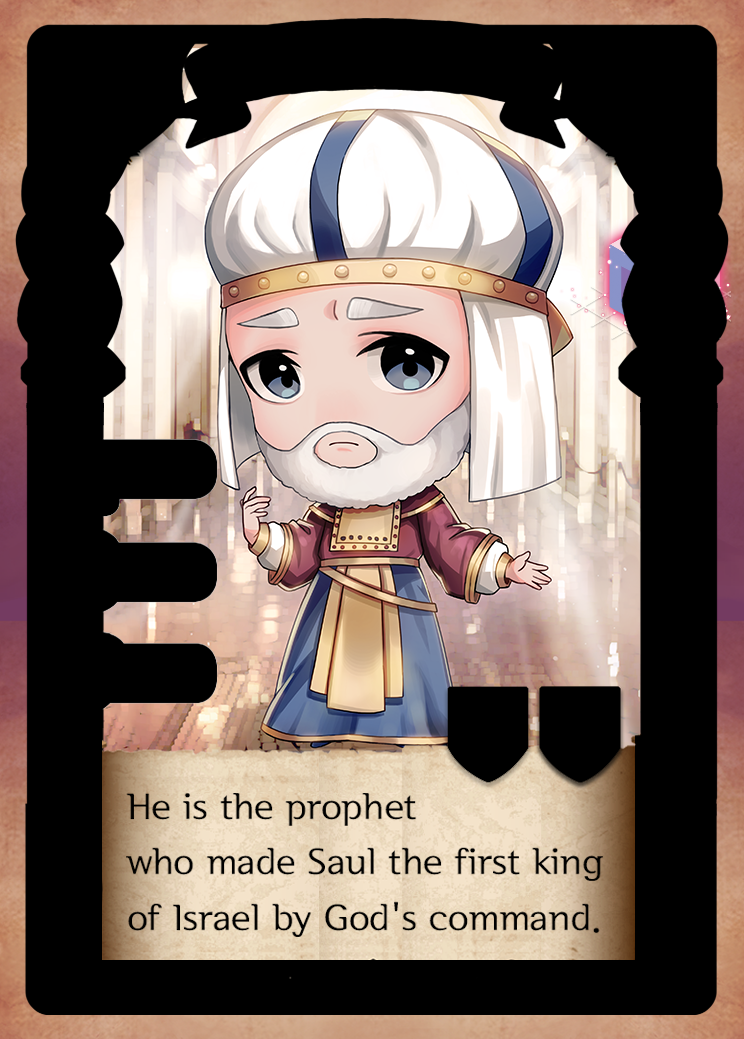 He is the prophet
who made Saul the first king
of Israel by God's command.